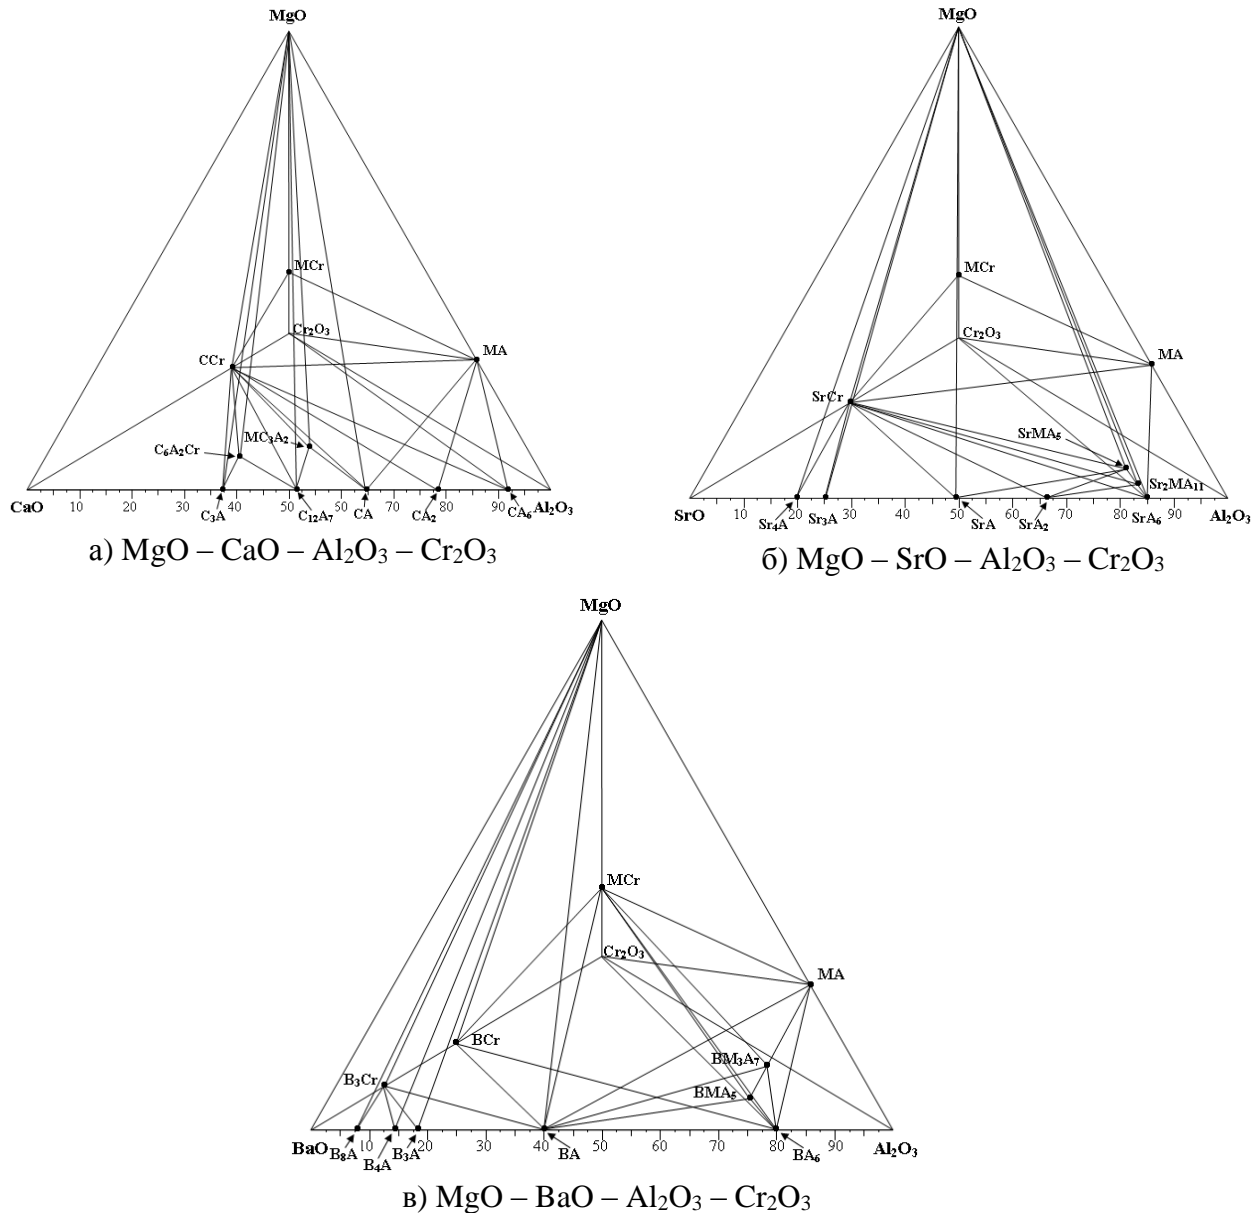 MgO
MCr
Cr₂O₃
CCr
MA
MC₃A₂
C₆A₂Cr
CaO
10 20 30 40 50 60 70 80 90
Al₂O₃
C₃A
C₁₂A₇
CA
CA₂
CA₆
а) MgO – CaO – Al₂O₃ – Cr₂O₃
MgO
MCr
Cr₂O₃
MA
SrCr
SrMA₅
Sr₂MA₁₁
SrO
10 20 30 40 50 60 70 80 90
Al₂O₃
Sr₄A
Sr₃A
SrA
SrA₂
SrA₆
б) MgO – SrO – Al₂O₃ – Cr₂O₃
MgO
MCr
Cr₂O₃
MA
BCr
BM₃A₇
B₃Cr
BMA₅
BaO
10 20 30 40 50 60 70 80 90
Al₂O₃
B₈A
B₄A
B₃A
BA
BA₆
в) MgO – BaO – Al₂O₃ – Cr₂O₃